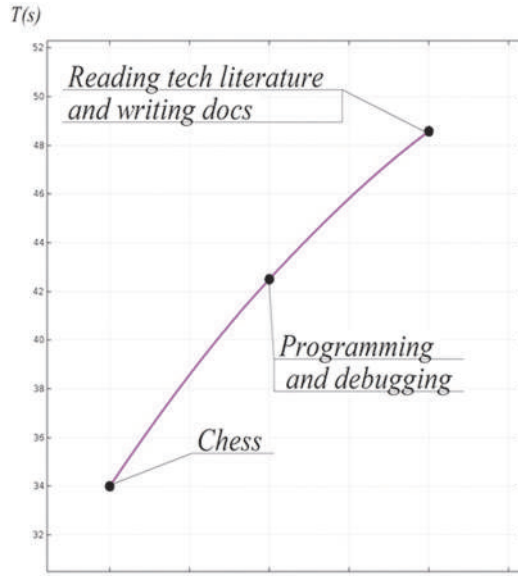 T(s)
52
Reading tech literature
50
and writing docs
48
46
44
42
40
Programming
and debugging
38
36
Chess
34
32